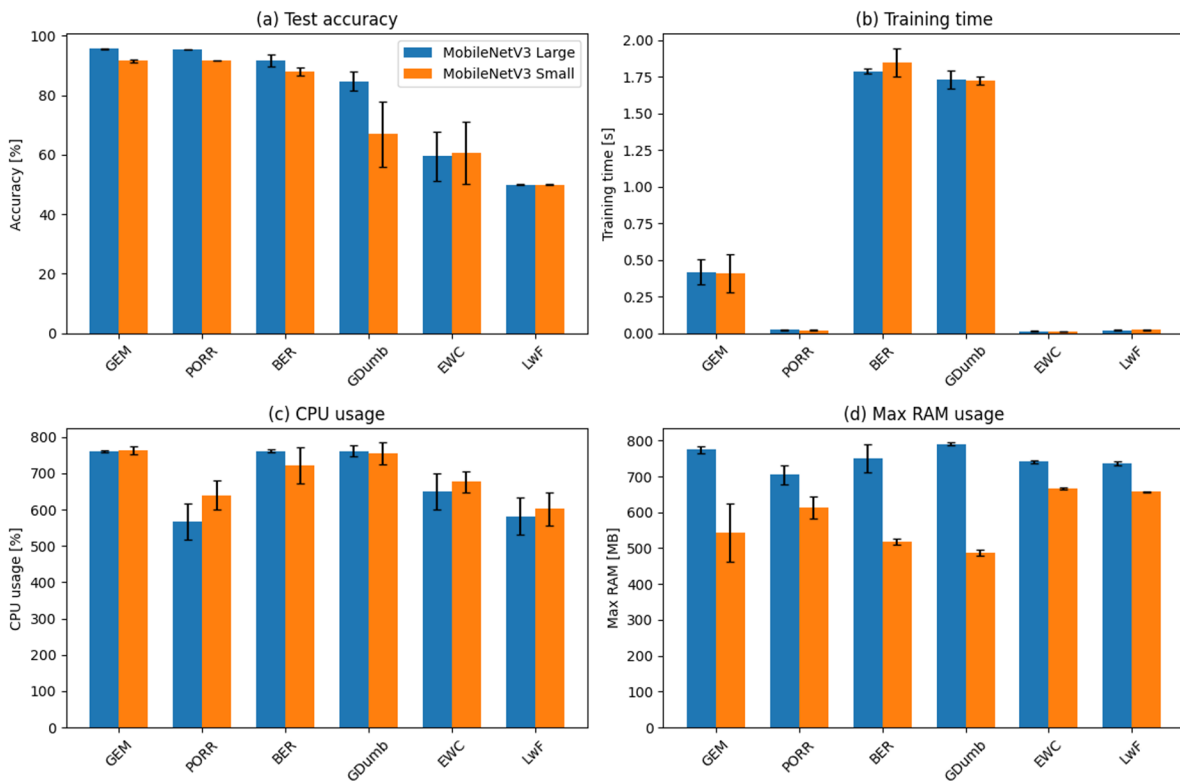 (a) Test accuracy
Accuracy [%]
100
80
60
40
20
0
MobileNetV3 Large
MobileNetV3 Small
GEM
PORR
BER
GDumb
EWC
LwF
(b) Training time
Training time [s]
2.00
1.75
1.50
1.25
1.00
0.75
0.50
0.25
0.00
GEM
PORR
BER
GDumb
EWC
LwF
(c) CPU usage
CPU usage [%]
800
700
600
500
400
300
200
100
0
GEM
PORR
BER
GDumb
EWC
LwF
(d) Max RAM usage
Max RAM [MB]
800
700
600
500
400
300
200
100
0
GEM
PORR
BER
GDumb
EWC
LwF